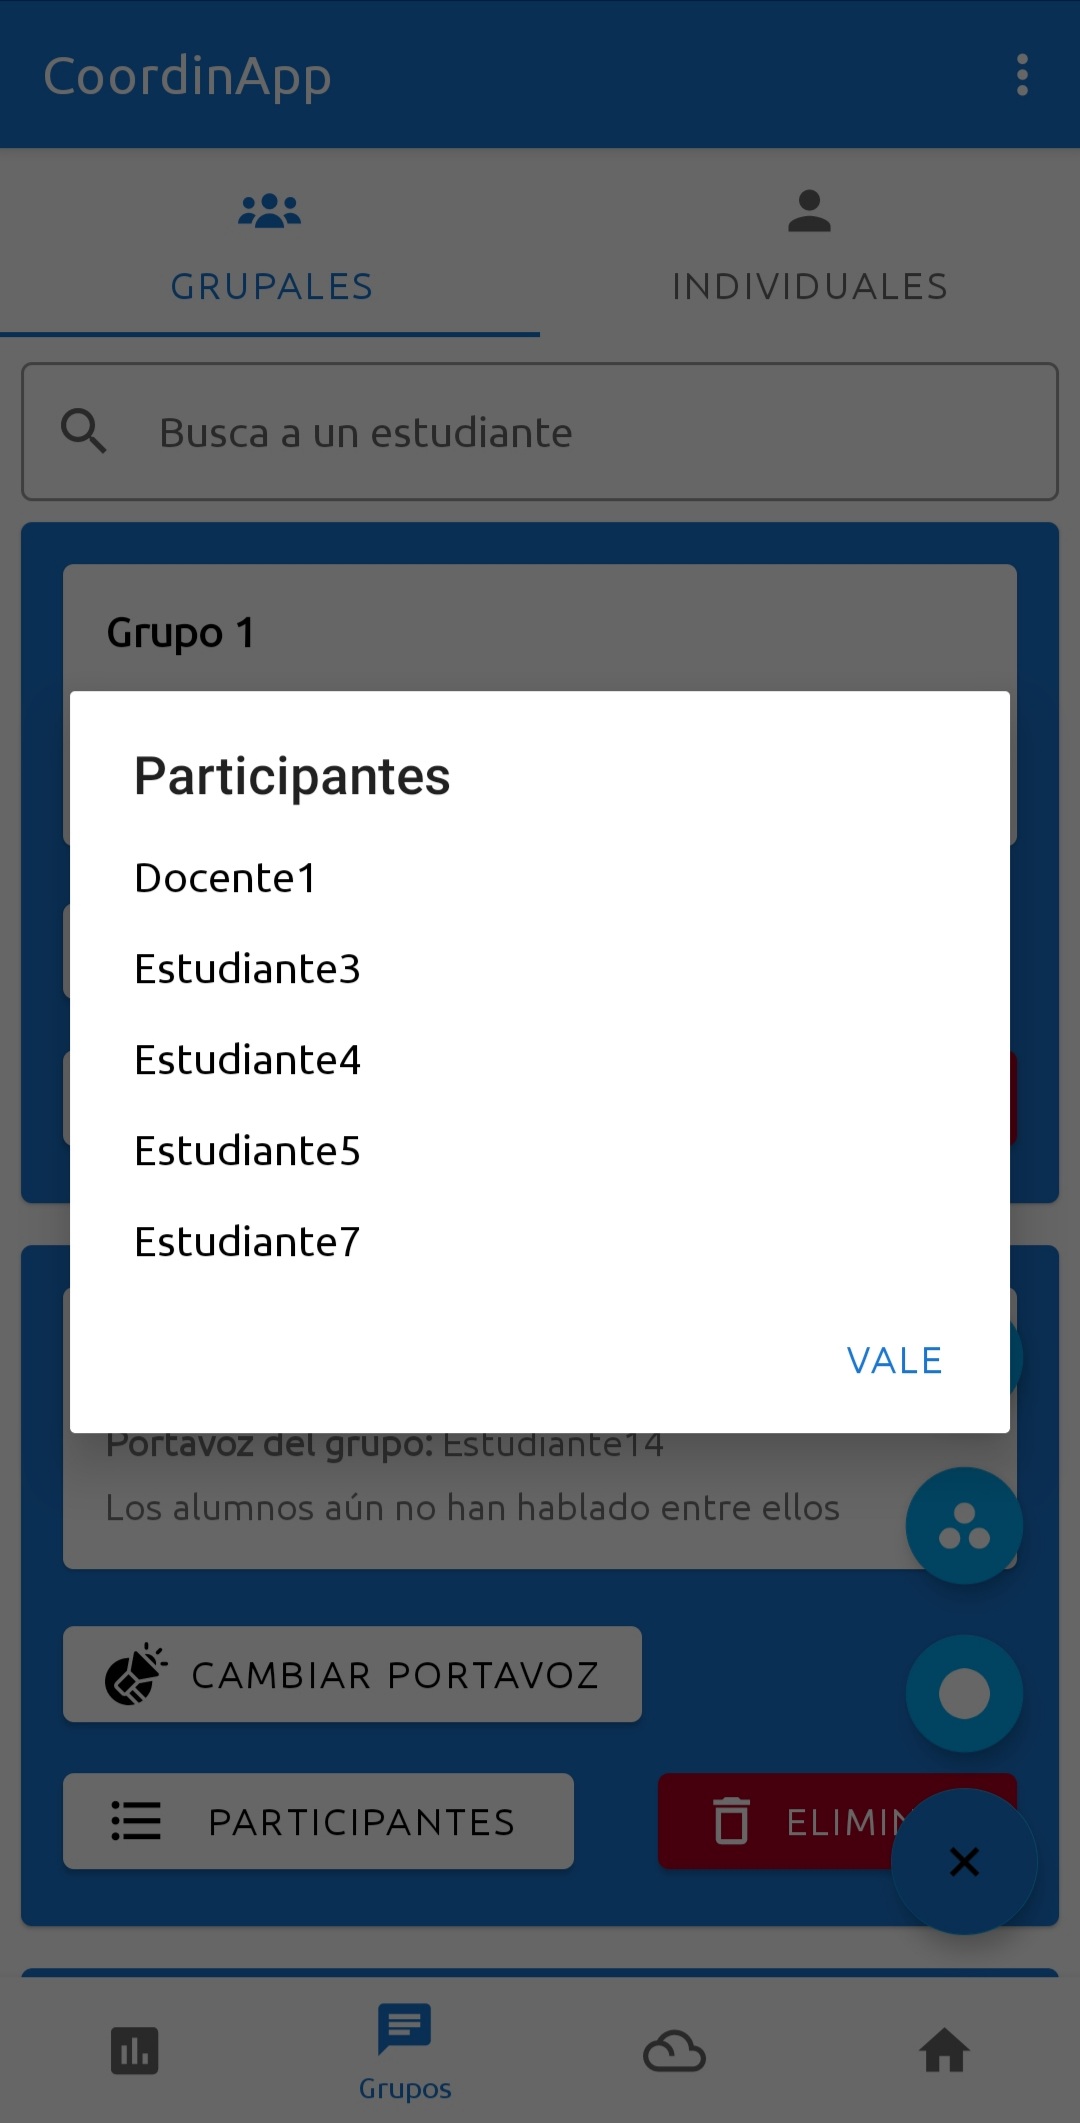 CoordinApp
GRUPALES
INDIVIDUALES
Busca a un estudiante
Grupo 1
Participantes
Docente1
Estudiante3
Estudiante4
Estudiante5
Estudiante7
VALE
Portavoz del grupo: Estudiante14
Los alumnos aún no han hablado entre ellos
CAMBIAR PORTAVOZ
PARTICIPANTES
ELIMIN
Grupos